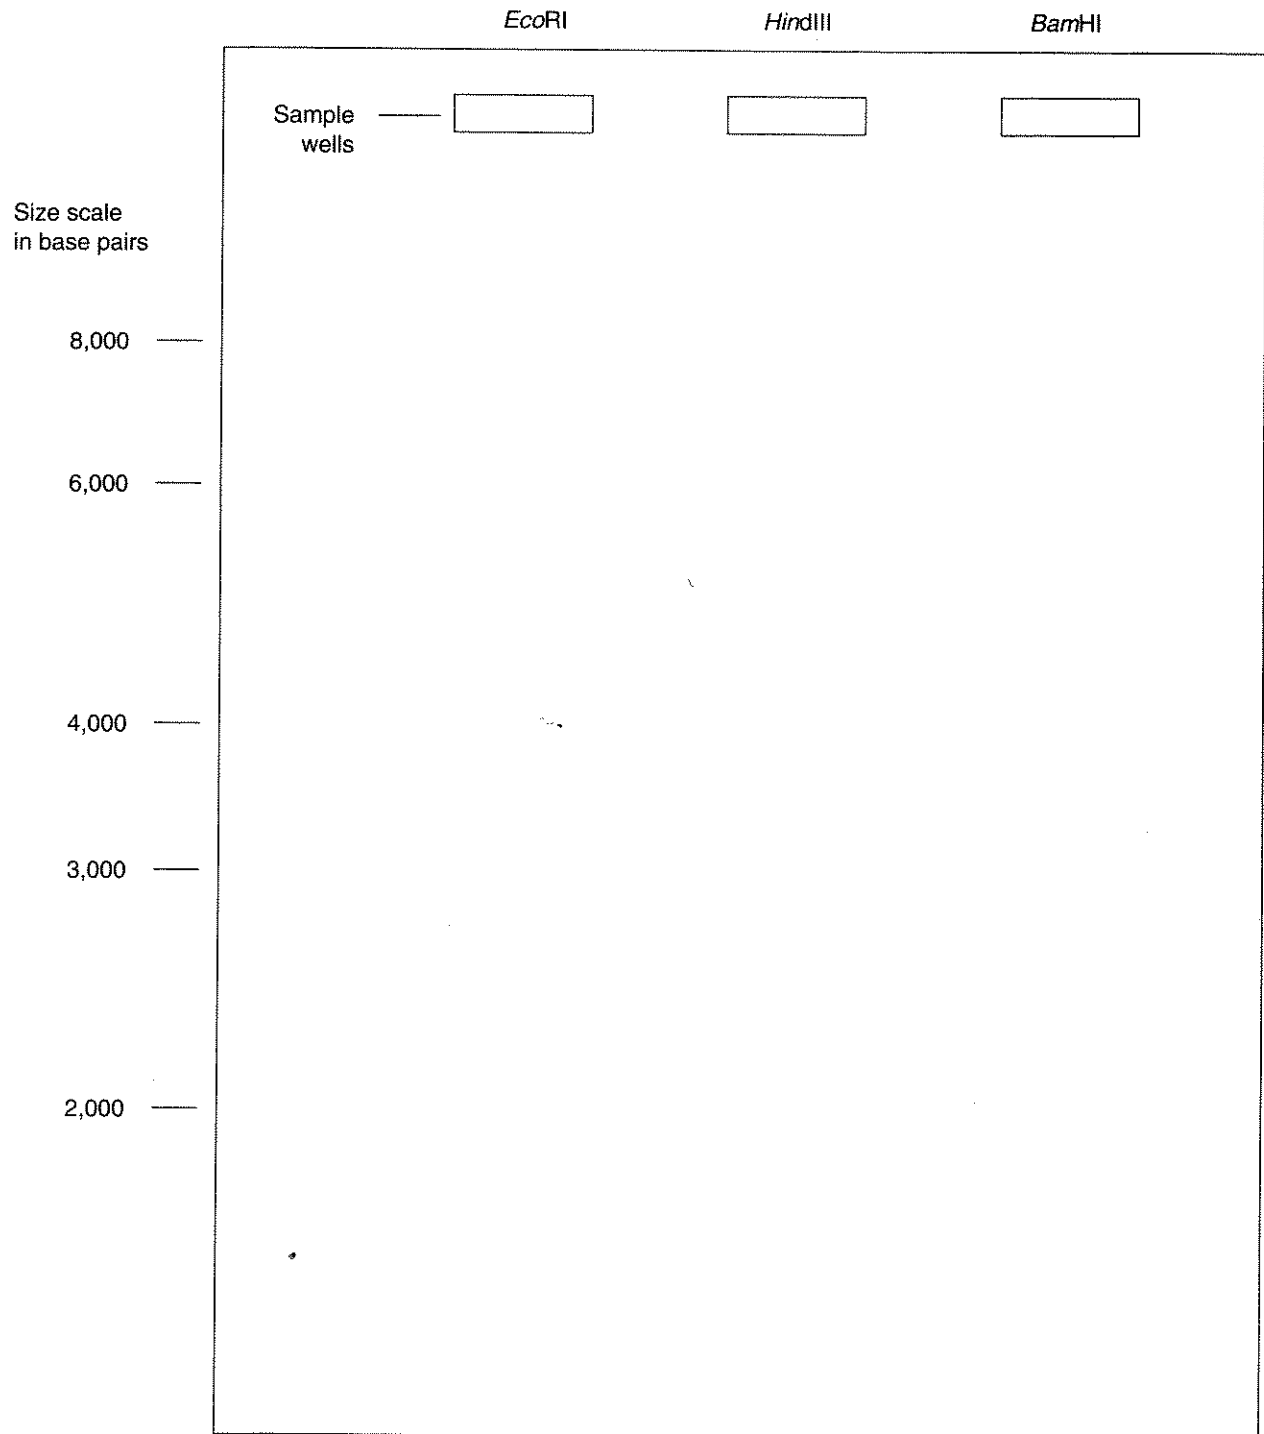 EcoRI HindIII BamHI
Sample
wells
Size scale
in base pairs
8,000
6,000
4,000
3,000
2,000